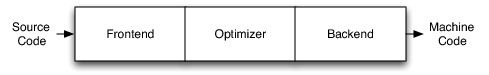 Source
Code
Frontend
Optimizer
Backend
Machine
Code